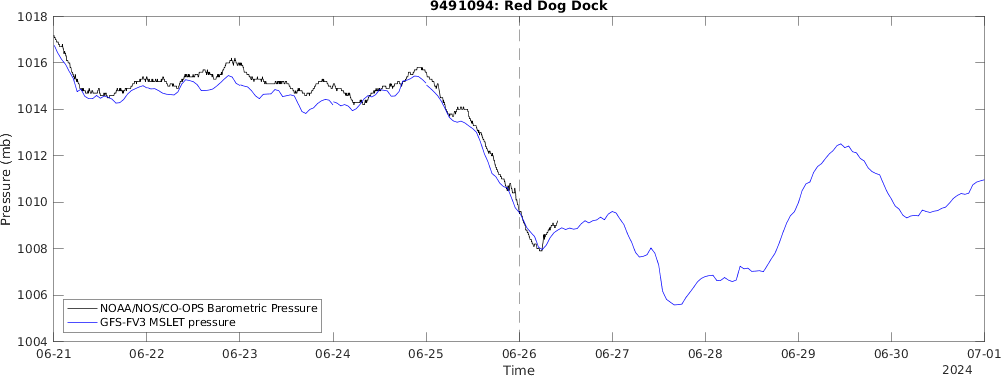 9491094: Red Dog Dock
Pressure (mb)
1018
1016
1014
1012
1010
1008
1006
1004
NOAA/NOS/CO-OPS Barometric Pressure
GFS-FV3 MSLET pressure
06-21 06-22 06-23 06-24 06-25 06-26 06-27 06-28 06-29 06-30 07-01
Time
2024